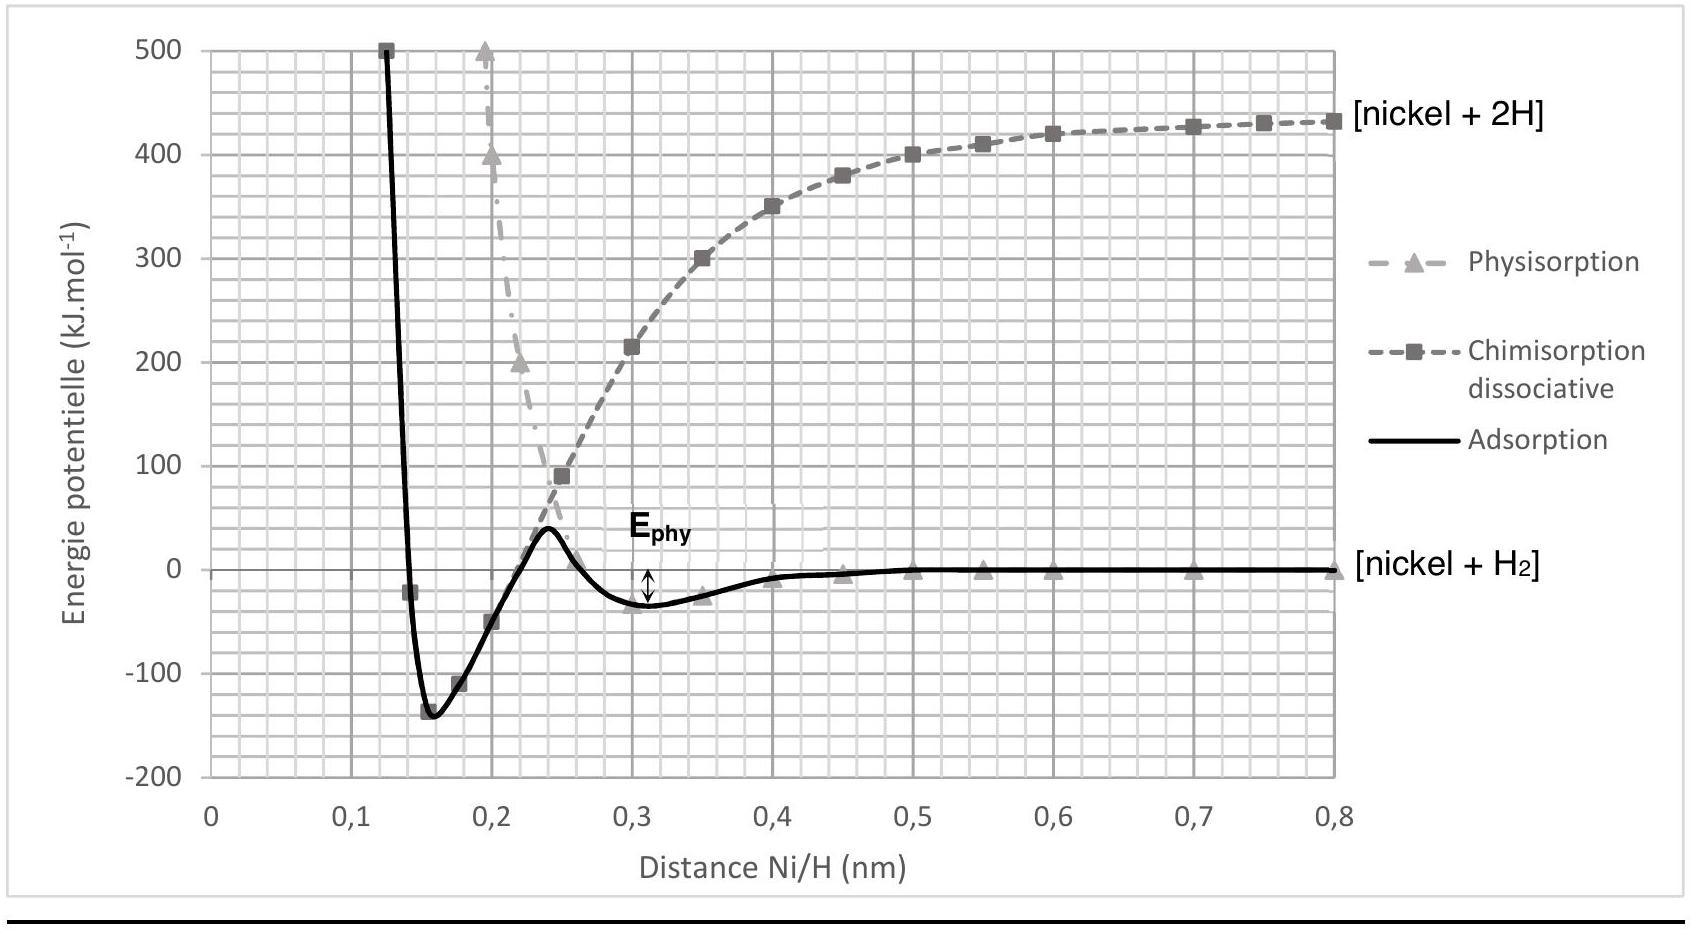 500
400
300
200
100
0
-100
-200
Energie potentielle (kJ.mol-1)
0 0,1 0,2 0,3 0,4 0,5 0,6 0,7 0,8
Distance Ni/H (nm)
Ephy
[nickel + 2H]
Physisorption
Chimisorption
dissociative
Adsorption
[nickel + H2]